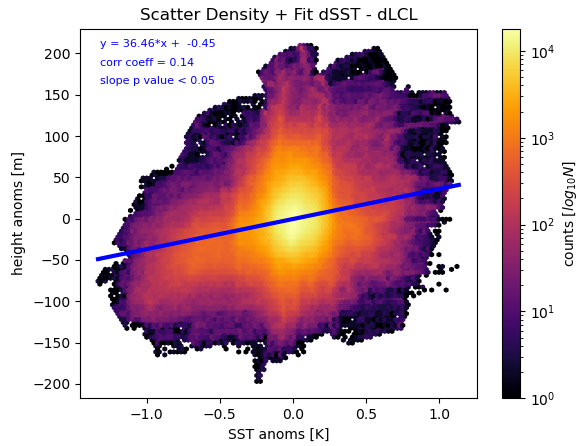 Scatter Density + Fit dSST - dLCL
y = 36.46*x + -0.45
corr coeff = 0.14
slope p value < 0.05
height anoms [m]
200
150
100
50
0
−50
−100
−150
−200
−1.0 −0.5 0.0 0.5 1.0
SST anoms [K]
10⁴
10³
10²
10¹
10⁰
counts [log₁₀N]